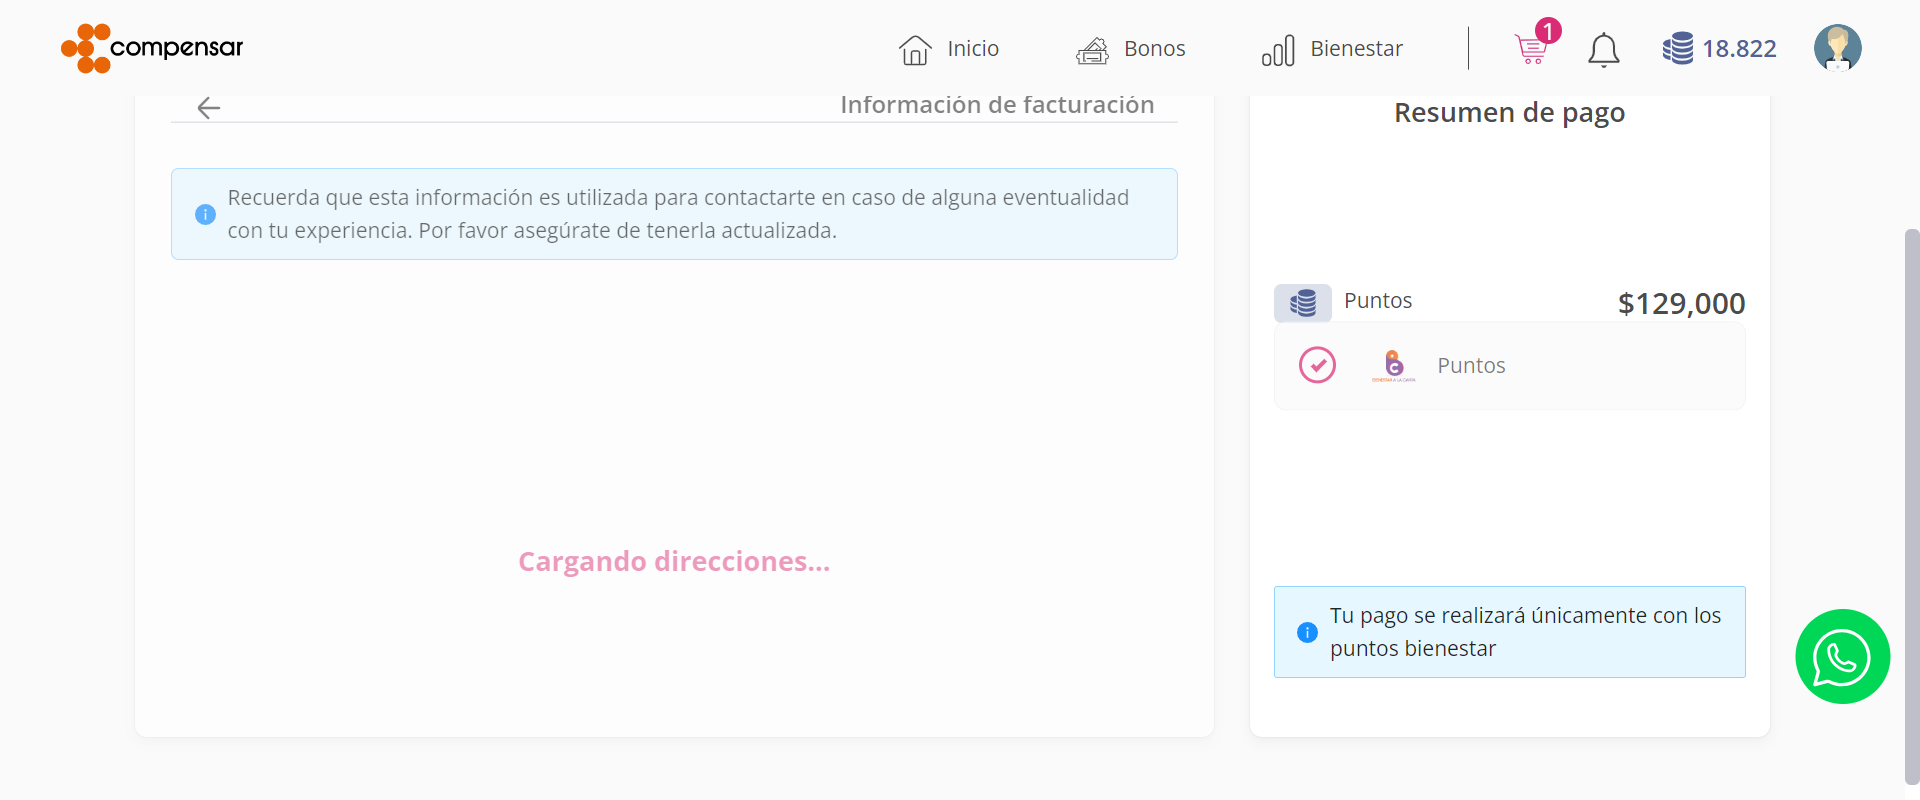 compensar
Inicio
Bonos
Bienestar
1
18.822
Información de facturación
Recuerda que esta información es utilizada para contactarte en caso de alguna eventualidad
con tu experiencia. Por favor asegúrate de tenerla actualizada.
Cargando direcciones...
Resumen de pago
Puntos
$129,000
Puntos
Tu pago se realizará únicamente con los
puntos bienestar